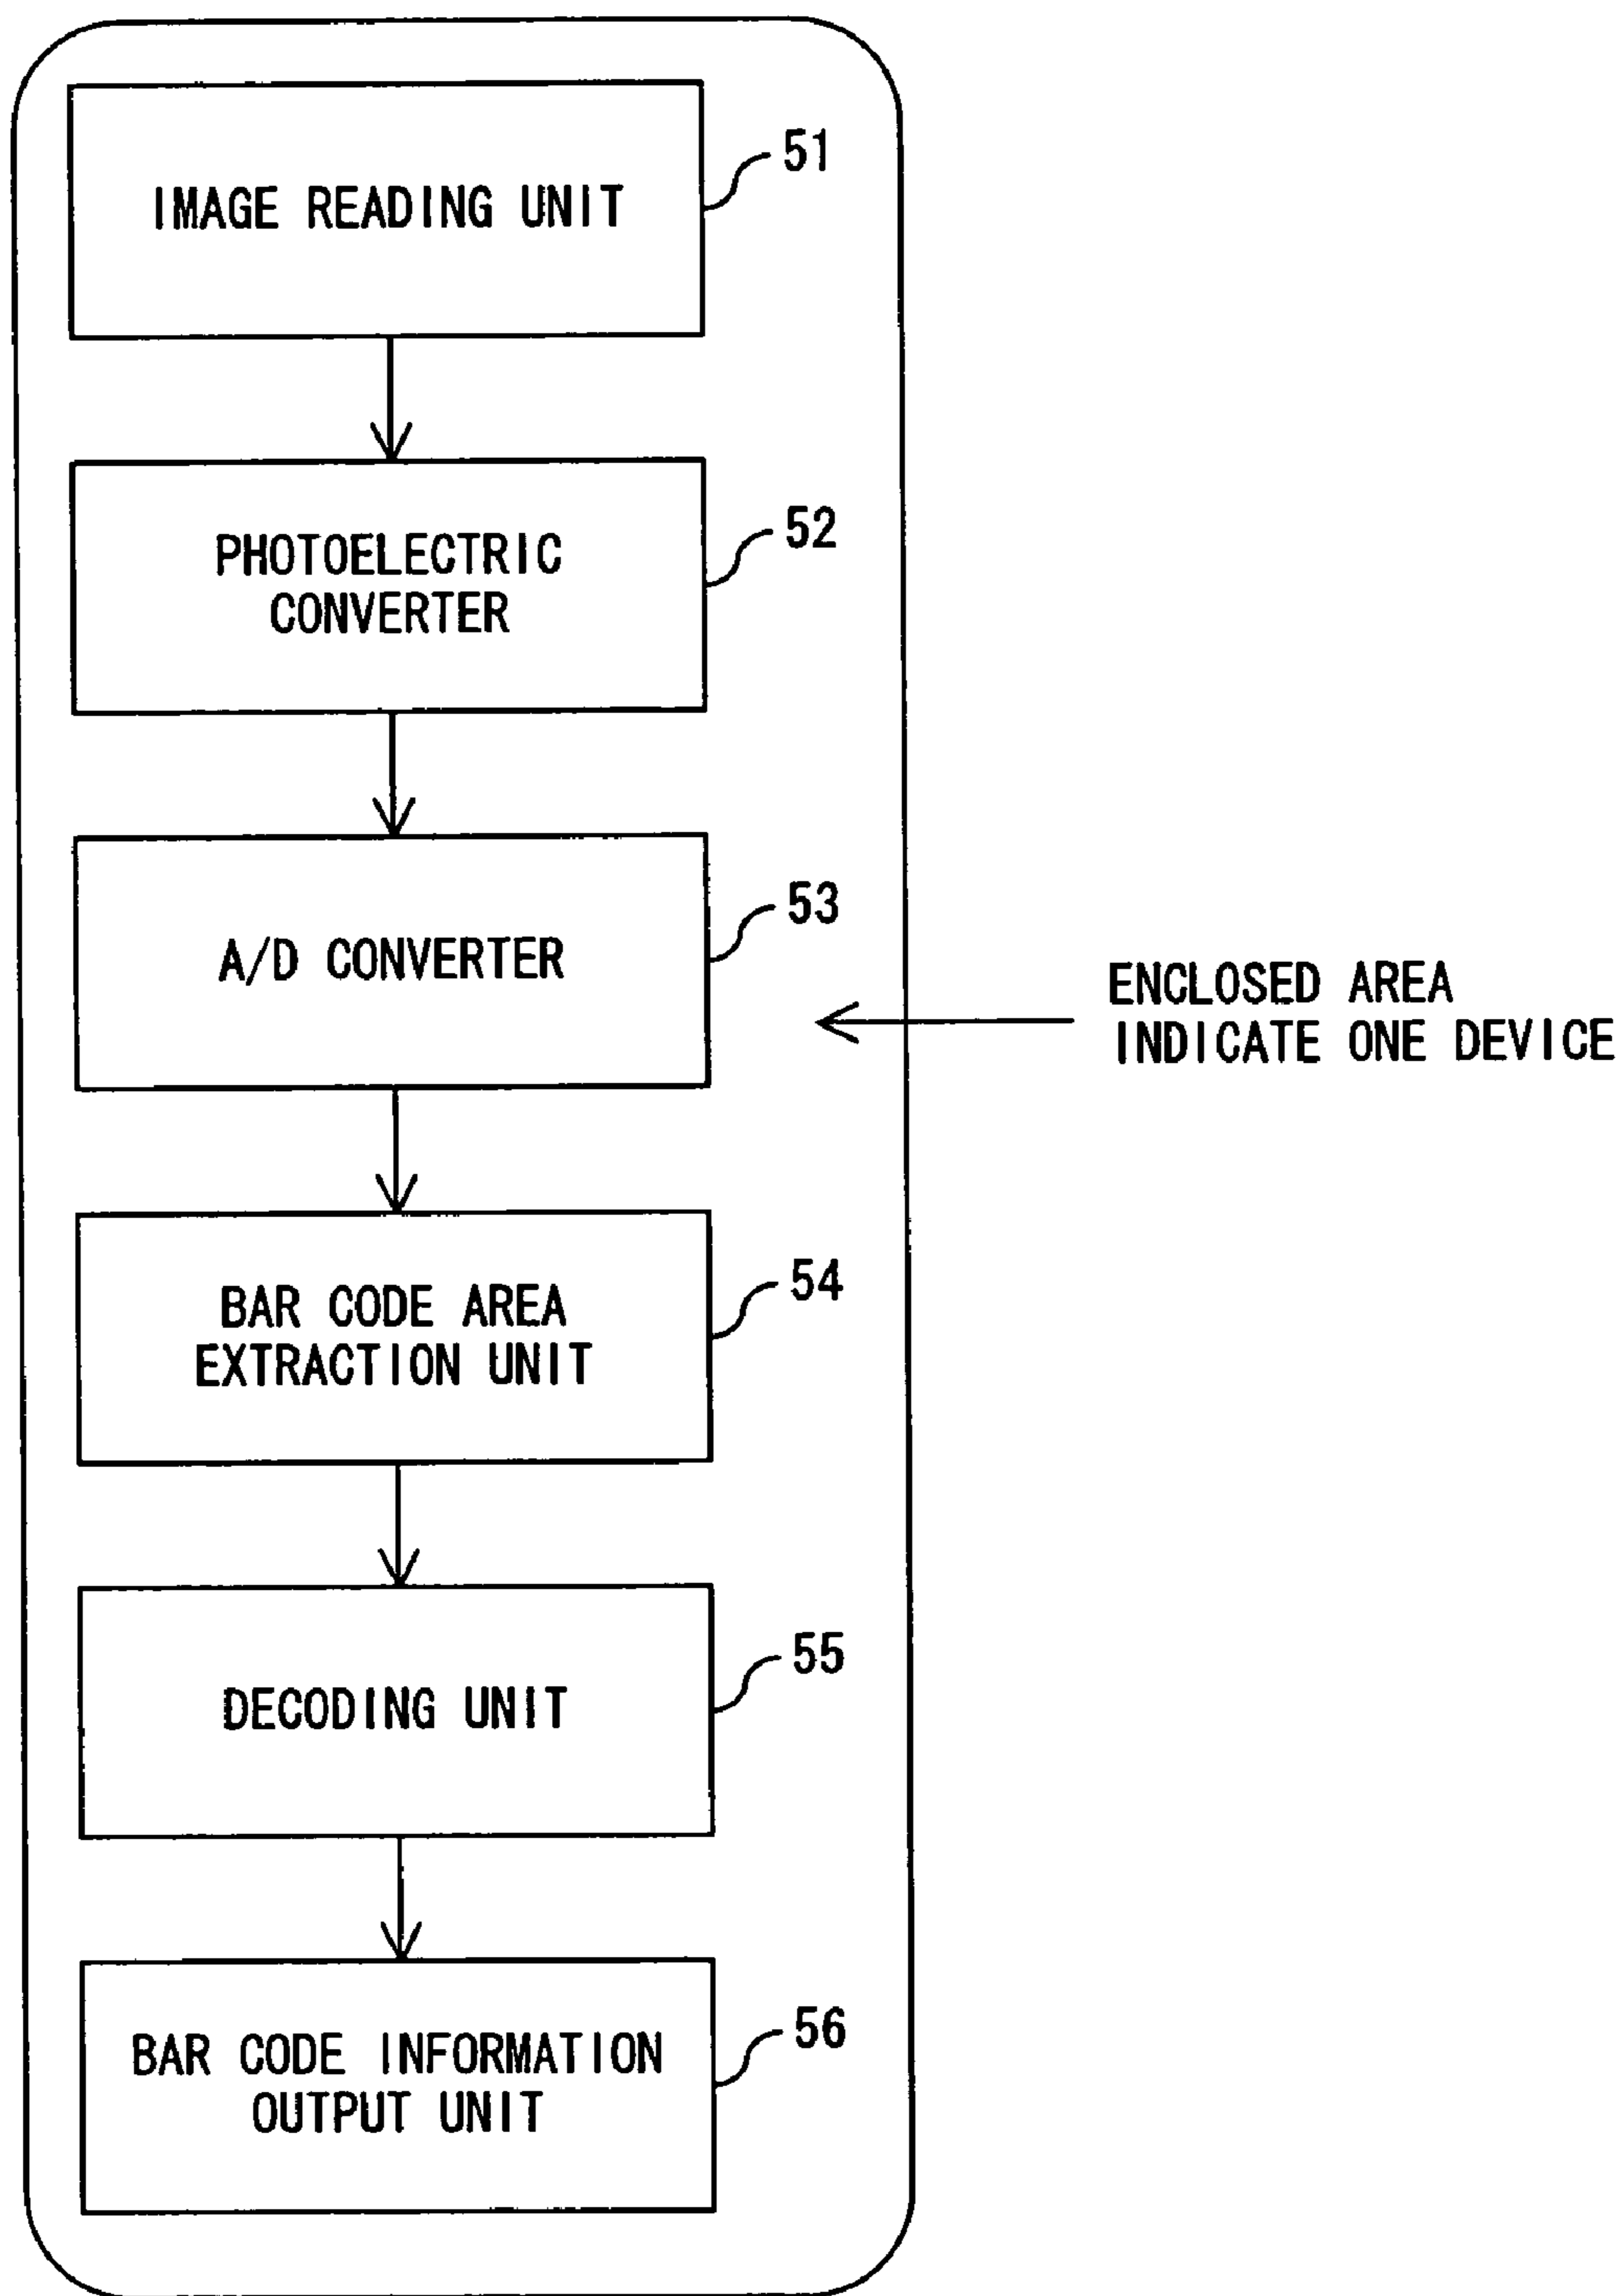 IMAGE READING UNIT
51
PHOTOELECTRIC
CONVERTER
52
A/D CONVERTER
53
ENCLOSED AREA
INDICATE ONE DEVICE
BAR CODE AREA
EXTRACTION UNIT
54
DECODING UNIT
55
BAR CODE INFORMATION
OUTPUT UNIT
56